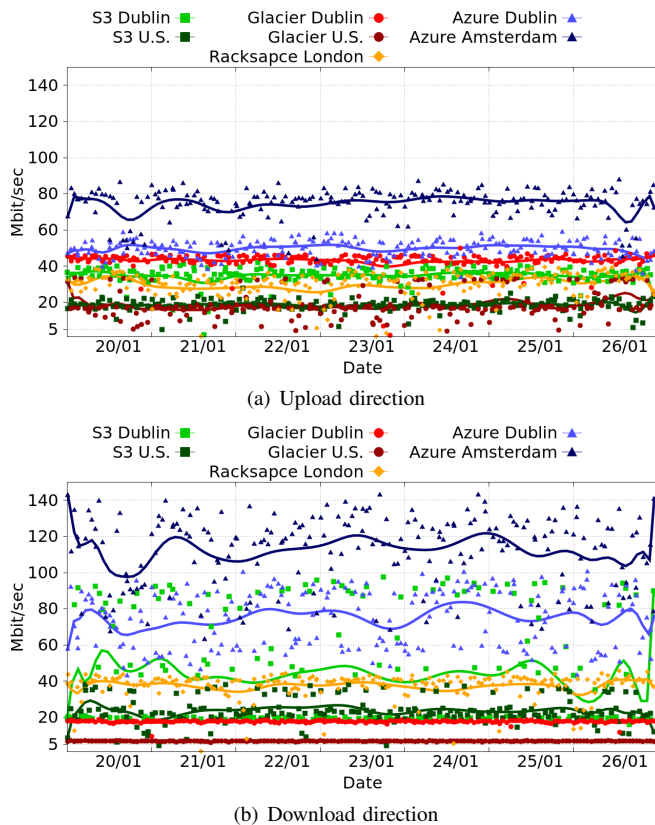 S3 Dublin Glacier Dublin Azure Dublin
S3 U.S. Glacier U.S. Azure Amsterdam
Racksapce London
140
120
100
80
60
40
20
5
Mbit/sec
20/01 21/01 22/01 23/01 24/01 25/01 26/01
Date
(a) Upload direction
S3 Dublin Glacier Dublin Azure Dublin
S3 U.S. Glacier U.S. Azure Amsterdam
Racksapce London
140
120
100
80
60
40
20
5
Mbit/sec
20/01 21/01 22/01 23/01 24/01 25/01 26/01
Date
(b) Download direction